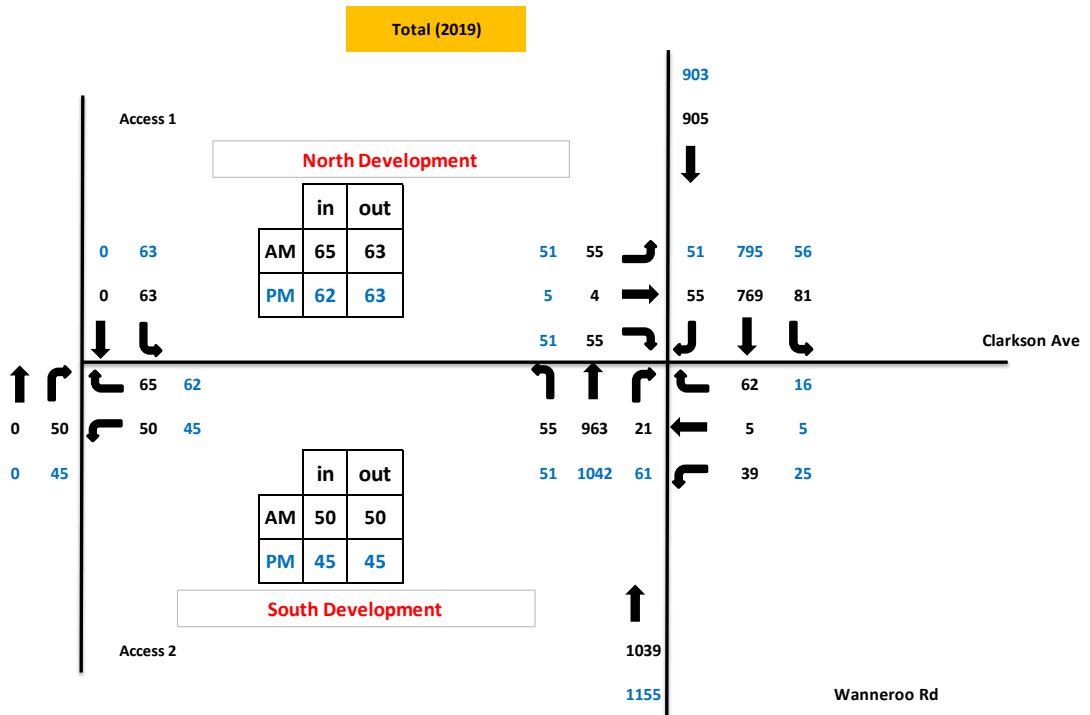 Total (2019)
903
Access 1
905
North Development
in out
0 63
AM 65 63
51 55
51 795 56
0 63
PM 62 63
5 4
55 769 81
51 55
Clarkson Ave
65 62
62 16
0 50
50 45
55 963 21
5 5
0 45
in out
51 1042 61
39 25
AM 50 50
PM 45 45
South Development
Access 2
1039
1155
Wanneroo Rd